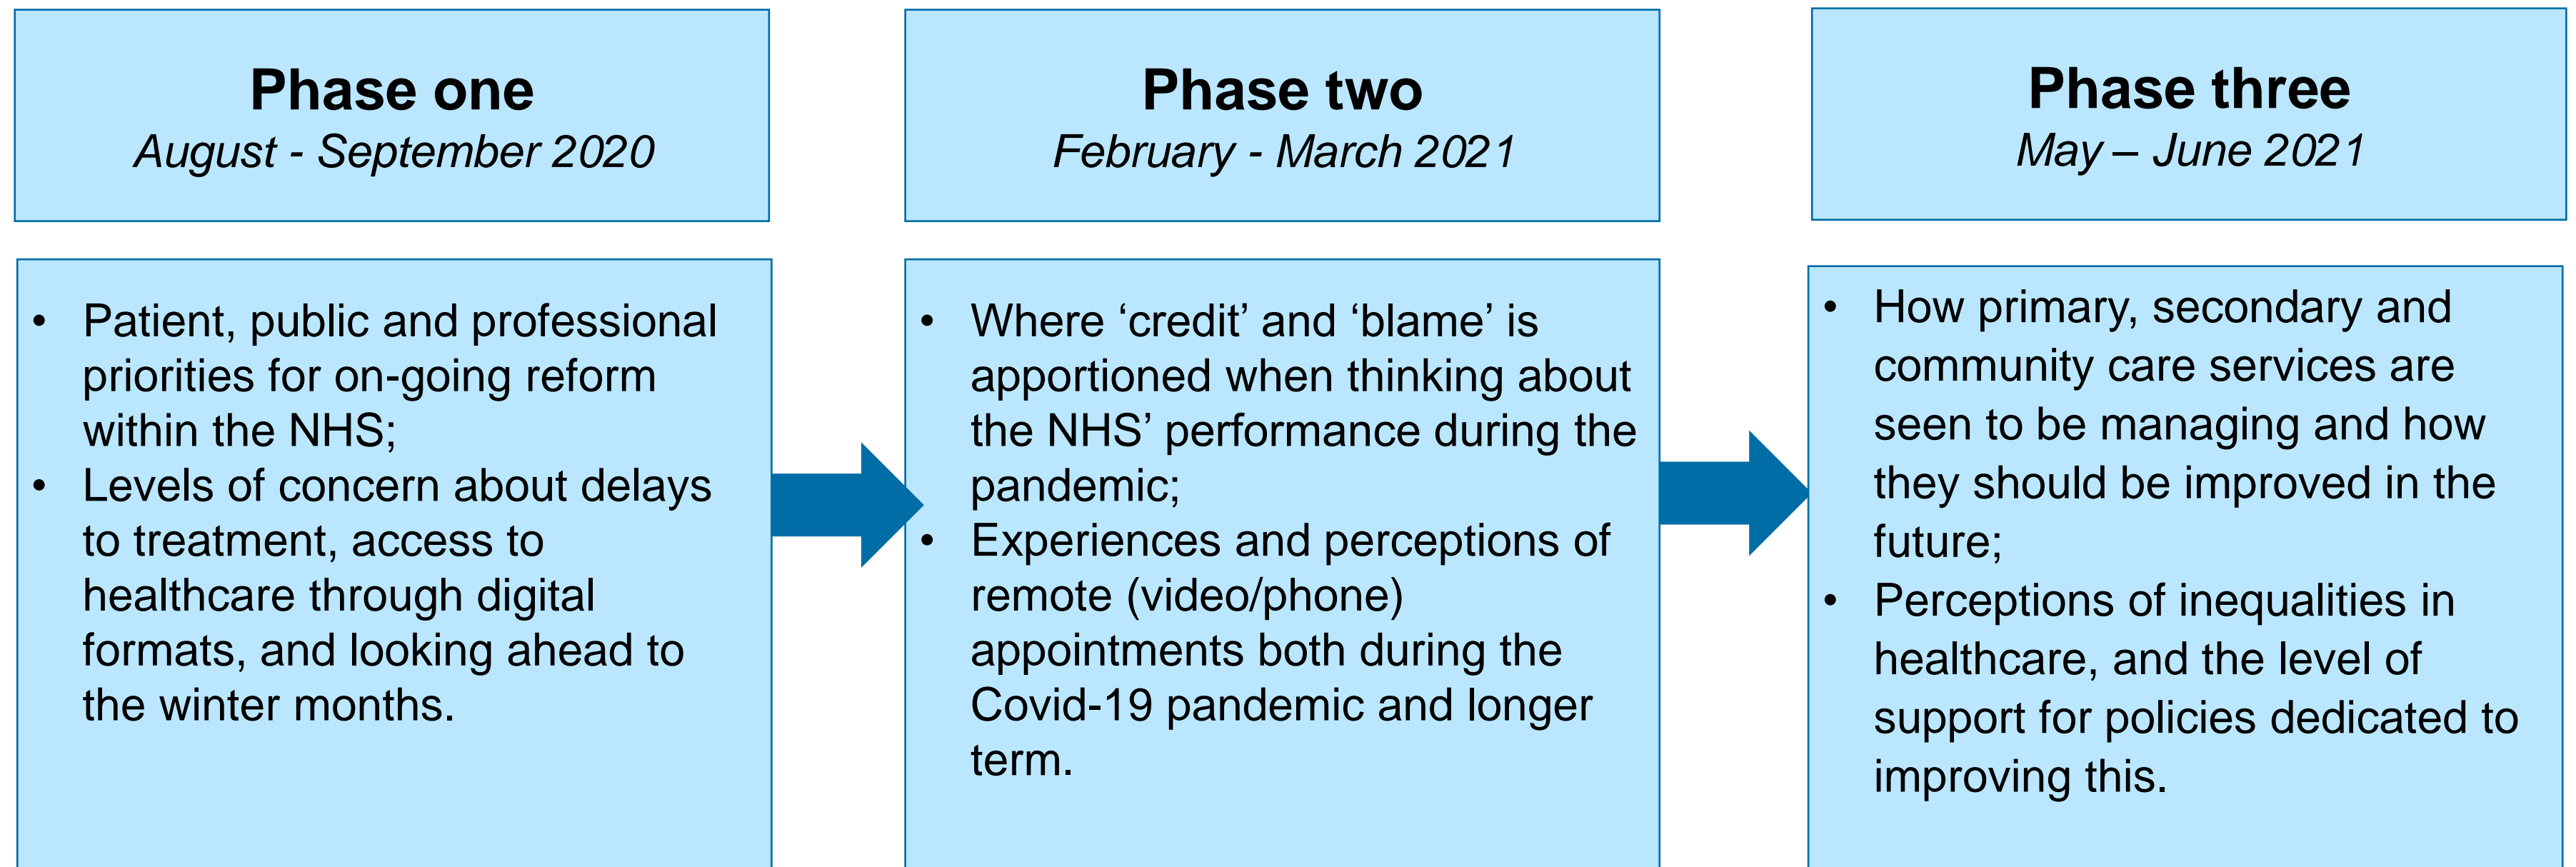 Phase one
August - September 2020
• Patient, public and professional
priorities for on-going reform
within the NHS;
• Levels of concern about delays
to treatment, access to
healthcare through digital
formats, and looking ahead to
the winter months.
Phase two
February - March 2021
• Where ‘credit’ and ‘blame’ is
apportioned when thinking about
the NHS’ performance during the
pandemic;
• Experiences and perceptions of
remote (video/phone)
appointments both during the
Covid-19 pandemic and longer
term.
Phase three
May – June 2021
• How primary, secondary and
community care services are
seen to be managing and how
they should be improved in the
future;
• Perceptions of inequalities in
healthcare, and the level of
support for policies dedicated to
improving this.